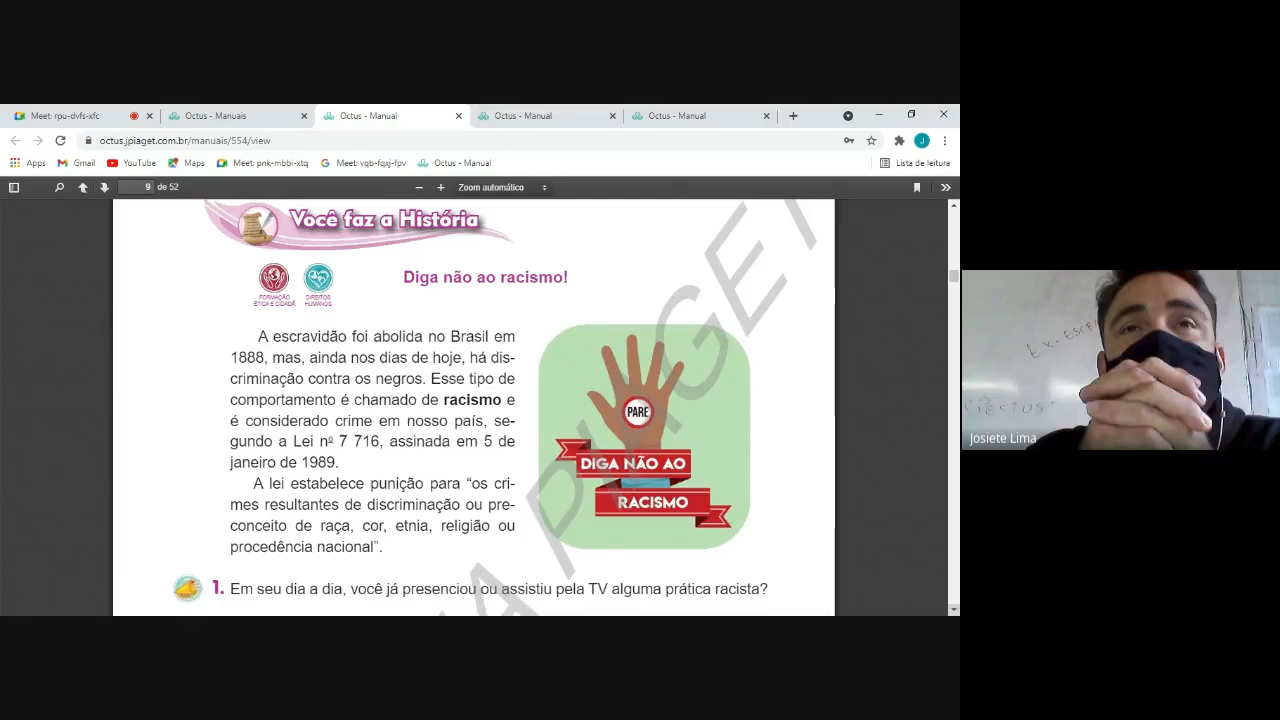 Meet: rpu-dvfs-xfc
Octus - Manuais
Octus - Manual
Octus - Manual
Octus - Manual
octus.jpiaget.com.br/manuais/554/view
J
Apps
Gmail
YouTube
Maps
Meet: pnk-mbbi-xtq
Meet: vqb-fqxj-fpv
Octus - Manual
Lista de leitura
9 de 52
Zoom automático
Você faz a História
FORMAÇÃO
ÉTICA E CIDADÃ
DIREITOS
HUMANOS
Diga não ao racismo!
A escravidão foi abolida no Brasil em
1888, mas, ainda nos dias de hoje, há dis-
criminação contra os negros. Esse tipo de
comportamento é chamado de racismo e
é considerado crime em nosso país, se-
gundo a Lei nº 7 716, assinada em 5 de
janeiro de 1989.
A lei estabelece punição para “os cri-
mes resultantes de discriminação ou pre-
conceito de raça, cor, etnia, religião ou
procedência nacional”.
PARE
DIGA NÃO AO
RACISMO
1. Em seu dia a dia, você já presenciou ou assistiu pela TV alguma prática racista?
Josiete Lima